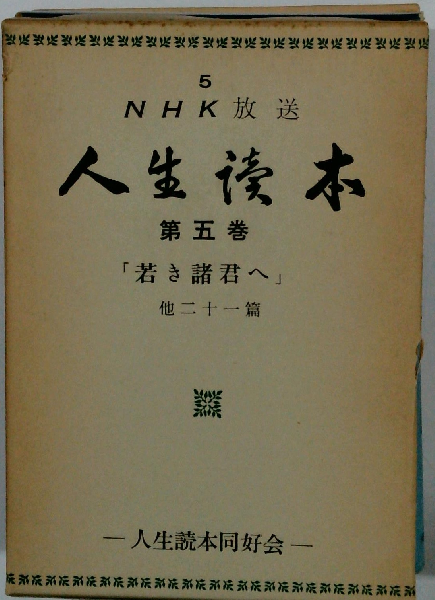 5
NHK放送
人生読本
第五巻
「若き諸君へ」
他二十一篇
―人生読本同好会―